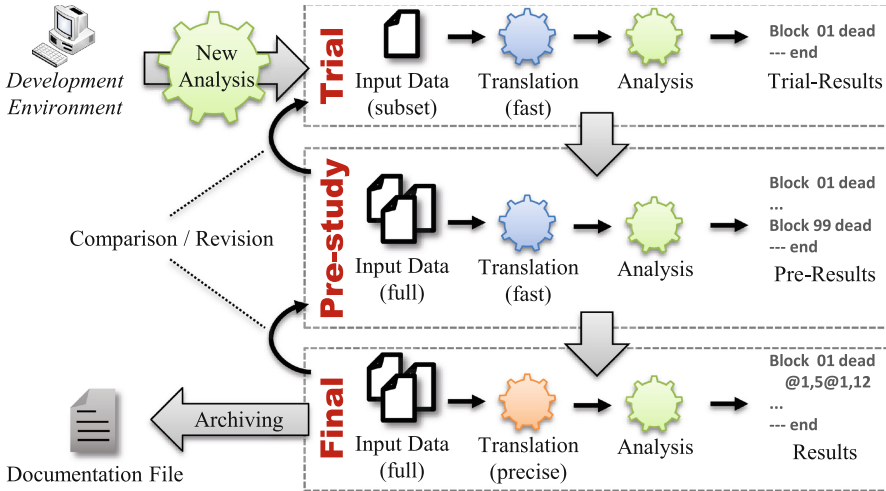 Development
Environment
New
Analysis
Trial
Input Data
(subset)
Translation
(fast)
Analysis
Block 01 dead
--- end
Trial-Results
Comparison / Revision
Pre-study
Input Data
(full)
Translation
(fast)
Analysis
Block 01 dead
...
Block 99 dead
--- end
Pre-Results
Final
Input Data
(full)
Translation
(precise)
Analysis
Block 01 dead
@1,5@1,12
...
--- end
Results
Archiving
Documentation File